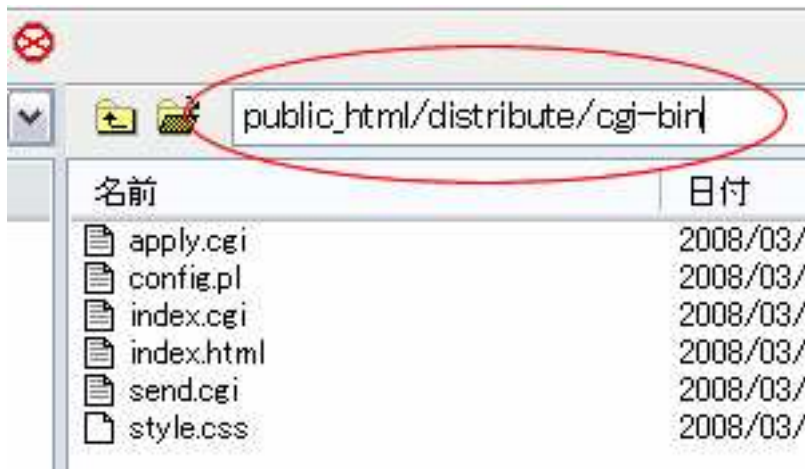 public_html/distribute/cgi-bin
名前 日付
apply.cgi 2008/03/
config.pl 2008/03/
index.cgi 2008/03/
index.html 2008/03/
send.cgi 2008/03/
style.css 2008/03/